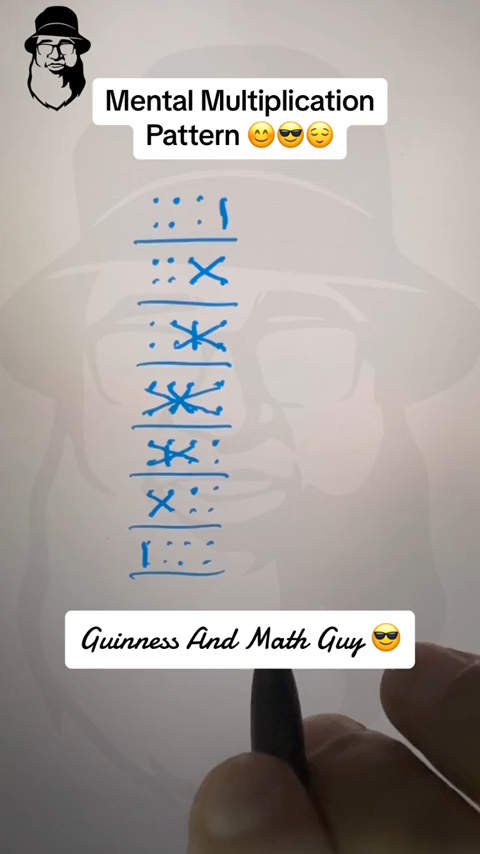 Mental Multiplication
Pattern 😊😎😌
Guinness And Math Guy 😎